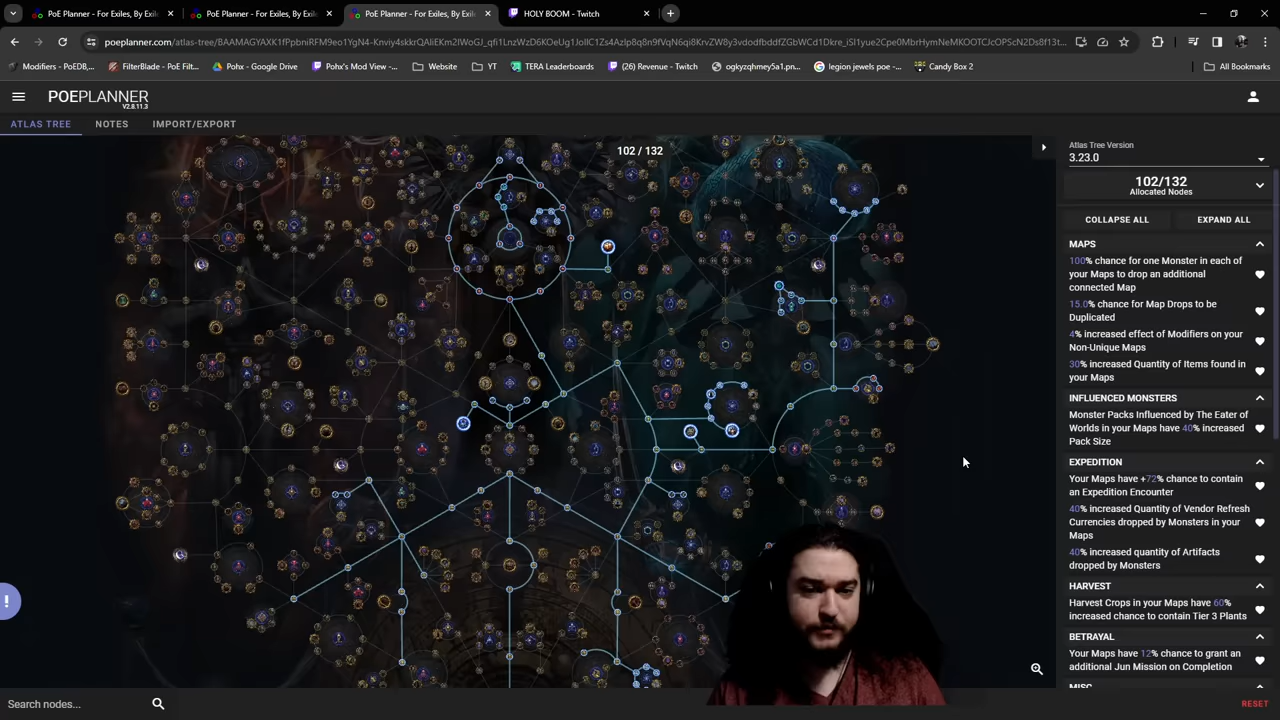 PoE Planner - For Exiles, By Exile
PoE Planner - For Exiles, By Exile
PoE Planner - For Exiles, By Exile
HOLY BOOM - Twitch
Modifiers - PoEDB,...
FilterBlade - PoE Filt...
Pohx - Google Drive
Pohx's Mod View -...
Website
YT
TERA Leaderboards
(26) Revenue - Twitch
ogkyzqhmey5a1.pn...
legion jewels poe -...
Candy Box 2
All Bookmarks
POEPLANNER
V2.8.11.3
ATLAS TREE
NOTES
IMPORT/EXPORT
102 / 132
Atlas Tree Version
3.23.0
102/132
Allocated Nodes
COLLAPSE ALL
EXPAND ALL
MAPS
100% chance for one Monster in each of
your Maps to drop an additional
connected Map
15.0% chance for Map Drops to be
Duplicated
4% increased effect of Modifiers on your
Non-Unique Maps
30% increased Quantity of Items found in
your Maps
INFLUENCED MONSTERS
Monster Packs Influenced by The Eater of
Worlds in your Maps have 40% increased
Pack Size
EXPEDITION
Your Maps have +72% chance to contain
an Expedition Encounter
40% increased Quantity of Vendor Refresh
Currencies dropped by Monsters in your
Maps
40% increased quantity of Artifacts
dropped by Monsters
HARVEST
Harvest Crops in your Maps have 60%
increased chance to contain Tier 3 Plants
BETRAYAL
Your Maps have 12% chance to grant an
additional Jun Mission on Completion
MISC
Search nodes...
RESET